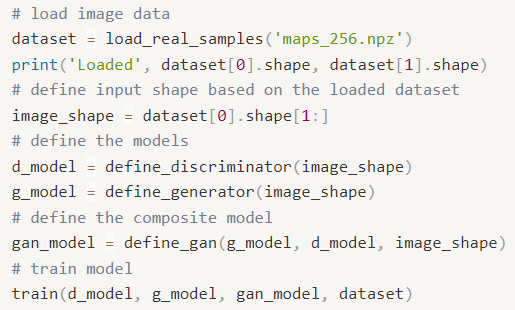 # load image data
dataset = load_real_samples('maps_256.npz')
print('Loaded', dataset[0].shape, dataset[1].shape)
# define input shape based on the loaded dataset
image_shape = dataset[0].shape[1:]
# define the models
d_model = define_discriminator(image_shape)
g_model = define_generator(image_shape)
# define the composite model
gan_model = define_gan(g_model, d_model, image_shape)
# train model
train(d_model, g_model, gan_model, dataset)